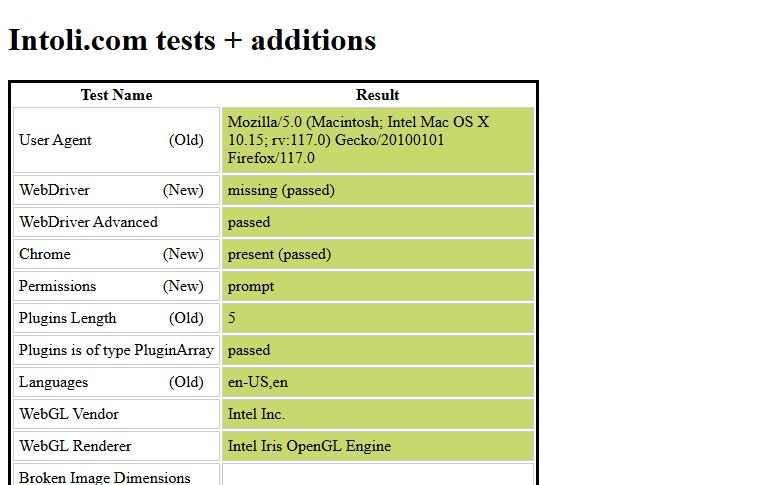 Intoli.com tests + additions
Test Name Result
User Agent (Old) Mozilla/5.0 (Macintosh; Intel Mac OS X
10.15; rv:117.0) Gecko/20100101
Firefox/117.0
WebDriver (New) missing (passed)
WebDriver Advanced passed
Chrome (New) present (passed)
Permissions (New) prompt
Plugins Length (Old) 5
Plugins is of type PluginArray passed
Languages (Old) en-US,en
WebGL Vendor Intel Inc.
WebGL Renderer Intel Iris OpenGL Engine
Broken Image Dimensions